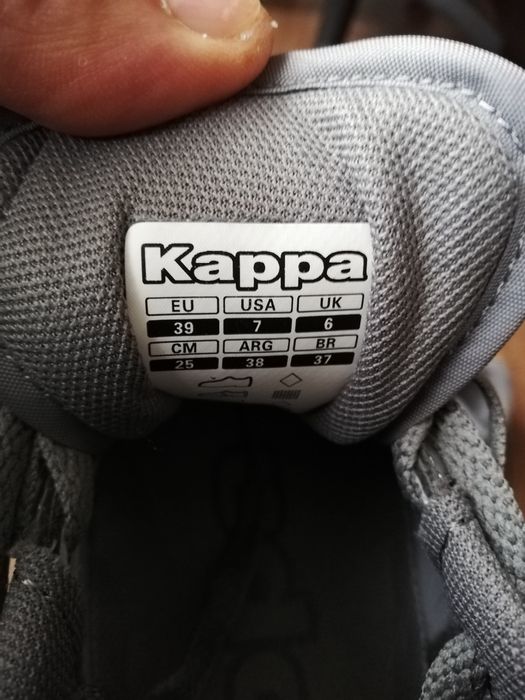 Kappa
EU USA UK
39 7 6
CM ARG BR
25 38 37